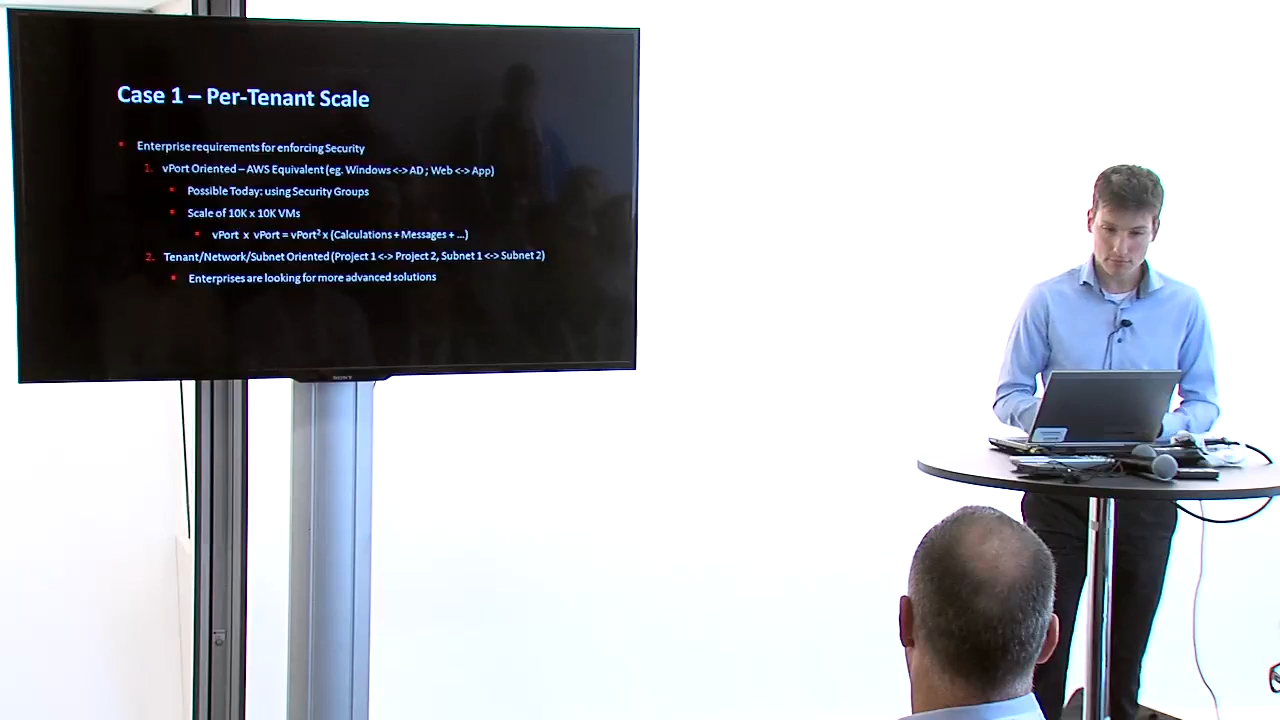 Case 1 – Per-Tenant Scale
Enterprise requirements for enforcing Security
1. vPort Oriented – AWS Equivalent (eg. Windows <-> AD ; Web <-> App)
Possible Today: using Security Groups
Scale of 10K x 10K VMs
vPort x vPort = vPort² x (Calculations + Messages + ...)
2. Tenant/Network/Subnet Oriented (Project 1 <-> Project 2, Subnet 1 <-> Subnet 2)
Enterprises are looking for more advanced solutions
SONY